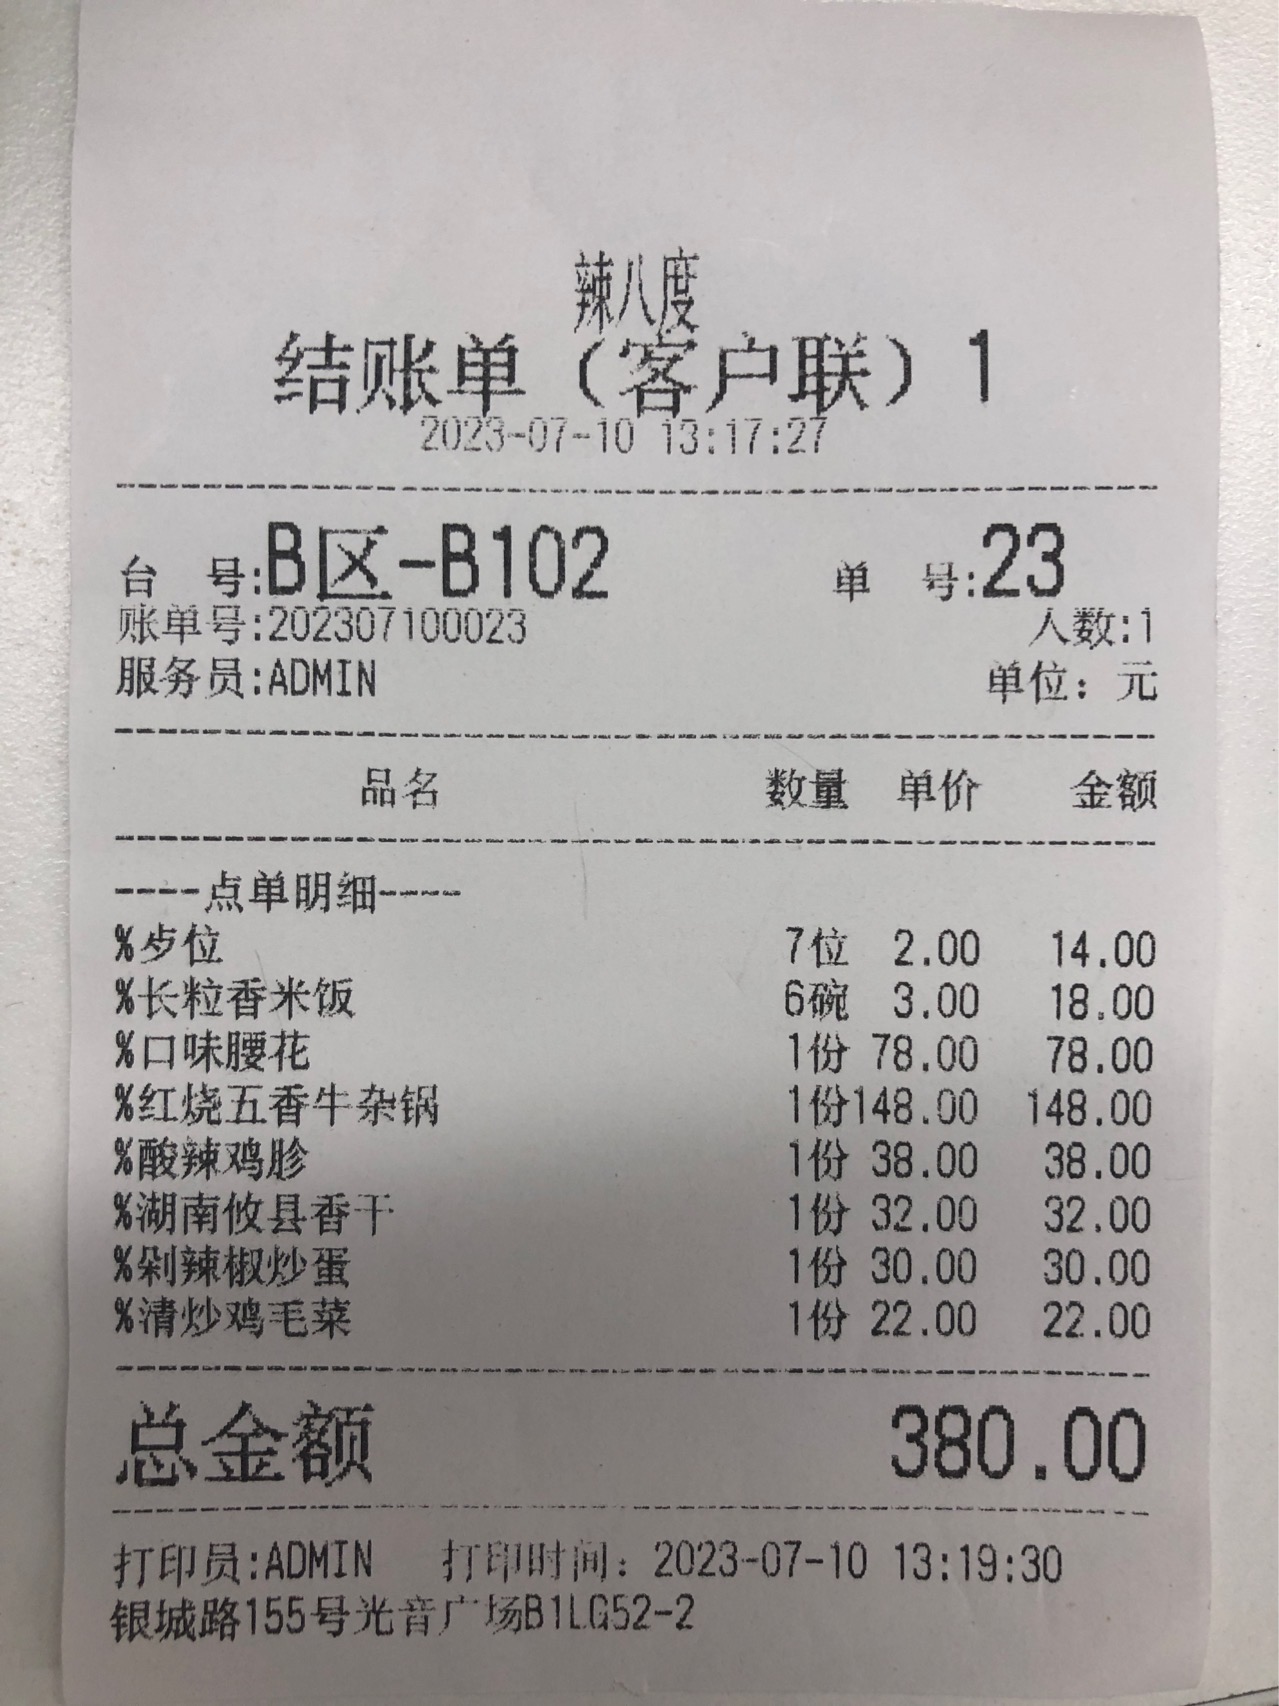 辣八度
结账单（客户联）1
2023-07-10 13:17:27
台 号:B区-B102 单 号:23
账单号:202307100023 人数:1
服务员:ADMIN 单位：元
品名 数量 单价 金额
----点单明细----
%歺位 7位 2.00 14.00
%长粒香米饭 6碗 3.00 18.00
%口味腰花 1份 78.00 78.00
%红烧五香牛杂锅 1份 148.00 148.00
%酸辣鸡胗 1份 38.00 38.00
%湖南攸县香干 1份 32.00 32.00
%剁辣椒炒蛋 1份 30.00 30.00
%清炒鸡毛菜 1份 22.00 22.00
总金额 380.00
打印员:ADMIN 打印时间：2023-07-10 13:19:30
银城路155号光音广场B1LG52-2